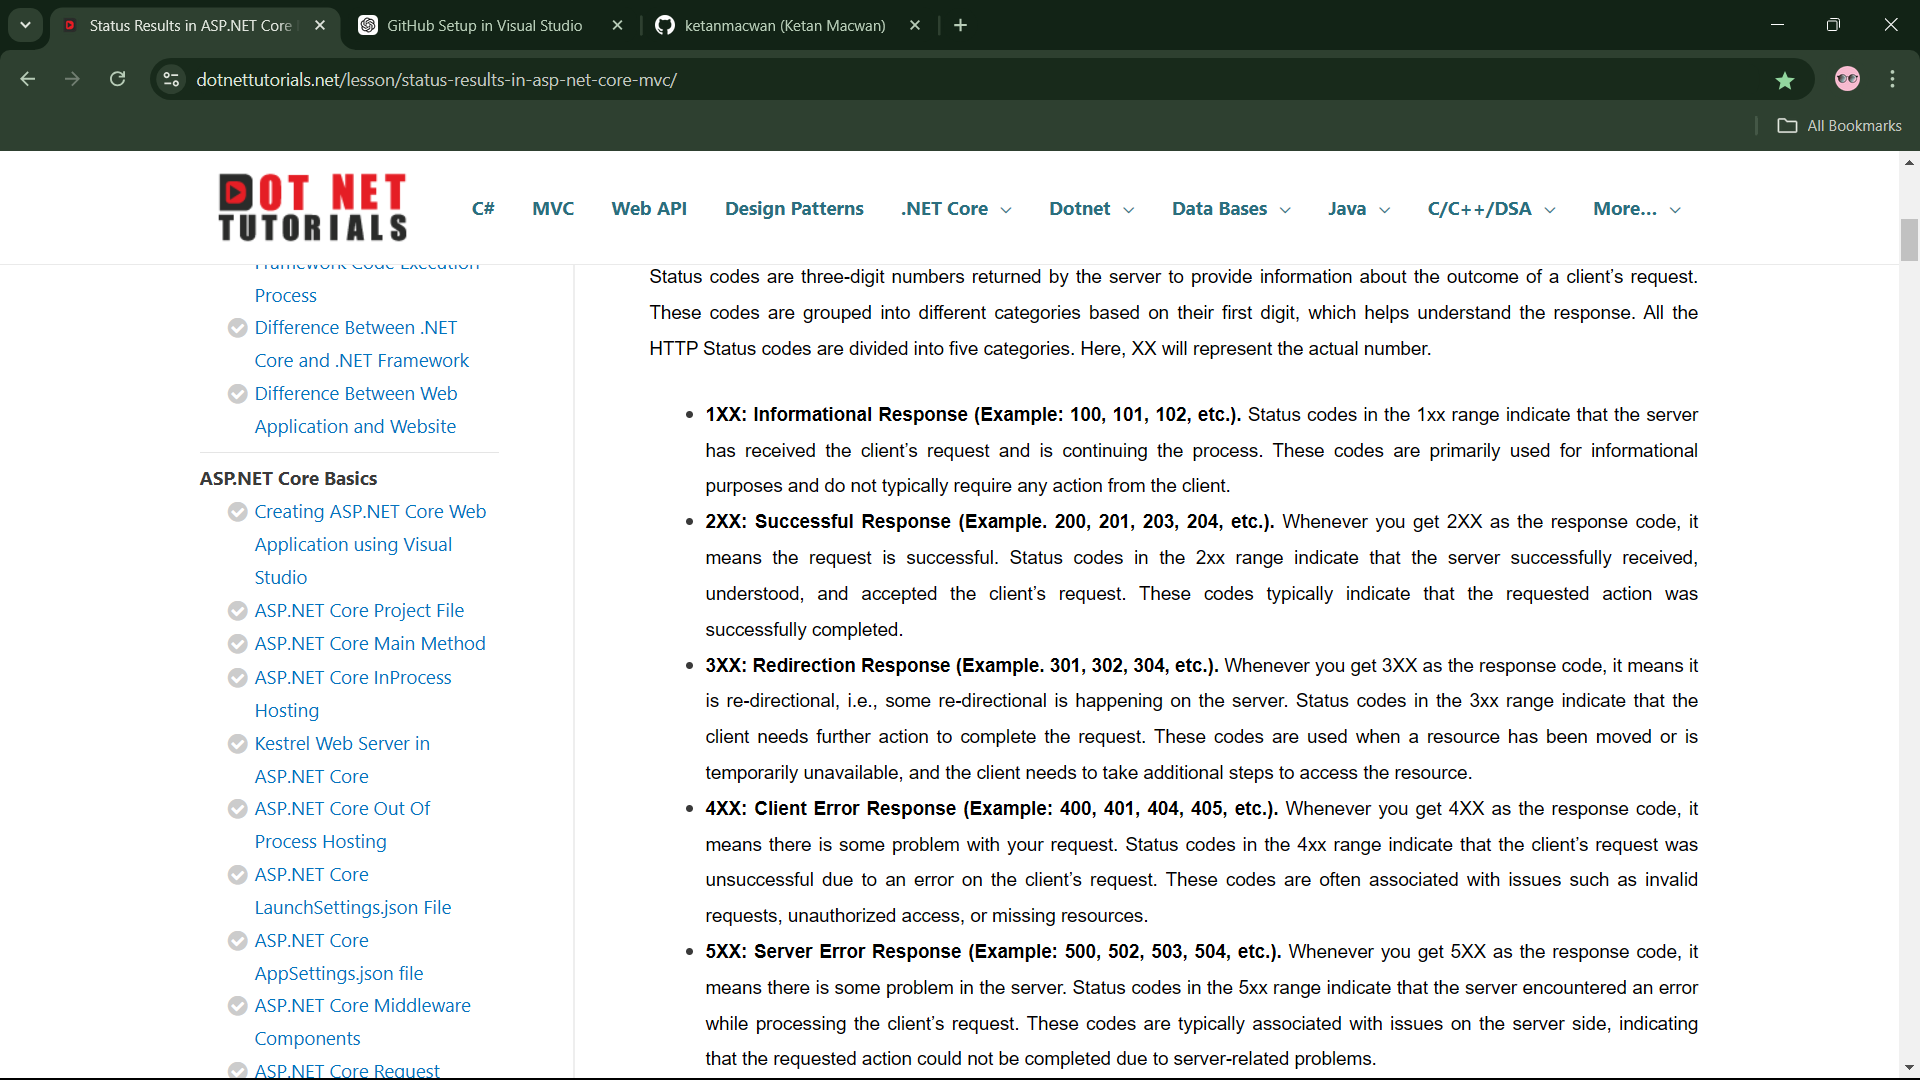 Status Results in ASP.NET Core
GitHub Setup in Visual Studio
ketanmacwan (Ketan Macwan)
dotnettutorials.net/lesson/status-results-in-asp-net-core-mvc/
All Bookmarks
DOT NET
TUTORIALS
C#
MVC
Web API
Design Patterns
.NET Core
Dotnet
Data Bases
Java
C/C++/DSA
More...
Framework Code Execution
Process
Difference Between .NET
Core and .NET Framework
Difference Between Web
Application and Website
ASP.NET Core Basics
Creating ASP.NET Core Web
Application using Visual
Studio
ASP.NET Core Project File
ASP.NET Core Main Method
ASP.NET Core InProcess
Hosting
Kestrel Web Server in
ASP.NET Core
ASP.NET Core Out Of
Process Hosting
ASP.NET Core
LaunchSettings.json File
ASP.NET Core
AppSettings.json file
ASP.NET Core Middleware
Components
ASP.NET Core Request
Status codes are three-digit numbers returned by the server to provide information about the outcome of a client’s request.
These codes are grouped into different categories based on their first digit, which helps understand the response. All the
HTTP Status codes are divided into five categories. Here, XX will represent the actual number.
1XX: Informational Response (Example: 100, 101, 102, etc.). Status codes in the 1xx range indicate that the server
has received the client’s request and is continuing the process. These codes are primarily used for informational
purposes and do not typically require any action from the client.
2XX: Successful Response (Example. 200, 201, 203, 204, etc.). Whenever you get 2XX as the response code, it
means the request is successful. Status codes in the 2xx range indicate that the server successfully received,
understood, and accepted the client’s request. These codes typically indicate that the requested action was
successfully completed.
3XX: Redirection Response (Example. 301, 302, 304, etc.). Whenever you get 3XX as the response code, it means it
is re-directional, i.e., some re-directional is happening on the server. Status codes in the 3xx range indicate that the
client needs further action to complete the request. These codes are used when a resource has been moved or is
temporarily unavailable, and the client needs to take additional steps to access the resource.
4XX: Client Error Response (Example: 400, 401, 404, 405, etc.). Whenever you get 4XX as the response code, it
means there is some problem with your request. Status codes in the 4xx range indicate that the client’s request was
unsuccessful due to an error on the client’s request. These codes are often associated with issues such as invalid
requests, unauthorized access, or missing resources.
5XX: Server Error Response (Example: 500, 502, 503, 504, etc.). Whenever you get 5XX as the response code, it
means there is some problem in the server. Status codes in the 5xx range indicate that the server encountered an error
while processing the client’s request. These codes are typically associated with issues on the server side, indicating
that the requested action could not be completed due to server-related problems.